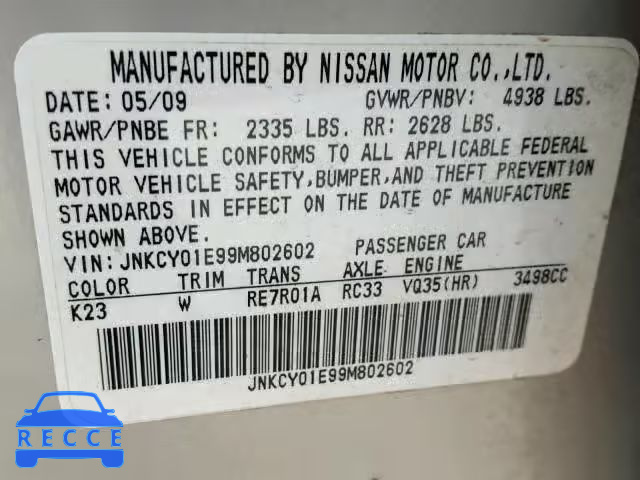 MANUFACTURED BY NISSAN MOTOR CO.,LTD.
DATE: 05/09 GVWR/PNBV: 4938 LBS.
GAWR/PNBE FR: 2335 LBS. RR: 2628 LBS.
THIS VEHICLE CONFORMS TO ALL APPLICABLE FEDERAL
MOTOR VEHICLE SAFETY,BUMPER,AND THEFT PREVENTION
STANDARDS IN EFFECT ON THE DATE OF MANUFACTURE
SHOWN ABOVE.
VIN: JNKCY01E99M802602 PASSENGER CAR
COLOR TRIM TRANS AXLE ENGINE
K23 W RE7R01A RC33 VQ35(HR) 3498CC
JNKCY01E99M802602
RECCE